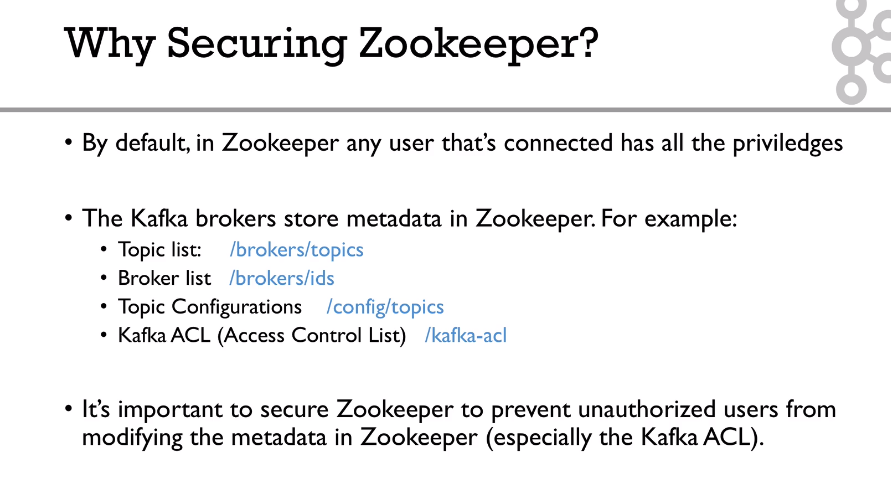 Why Securing Zookeeper?
• By default, in Zookeeper any user that's connected has all the priviledges
• The Kafka brokers store metadata in Zookeeper. For example:
• Topic list: /brokers/topics
• Broker list /brokers/ids
• Topic Configurations /config/topics
• Kafka ACL (Access Control List) /kafka-acl
• It's important to secure Zookeeper to prevent unauthorized users from
modifying the metadata in Zookeeper (especially the Kafka ACL).